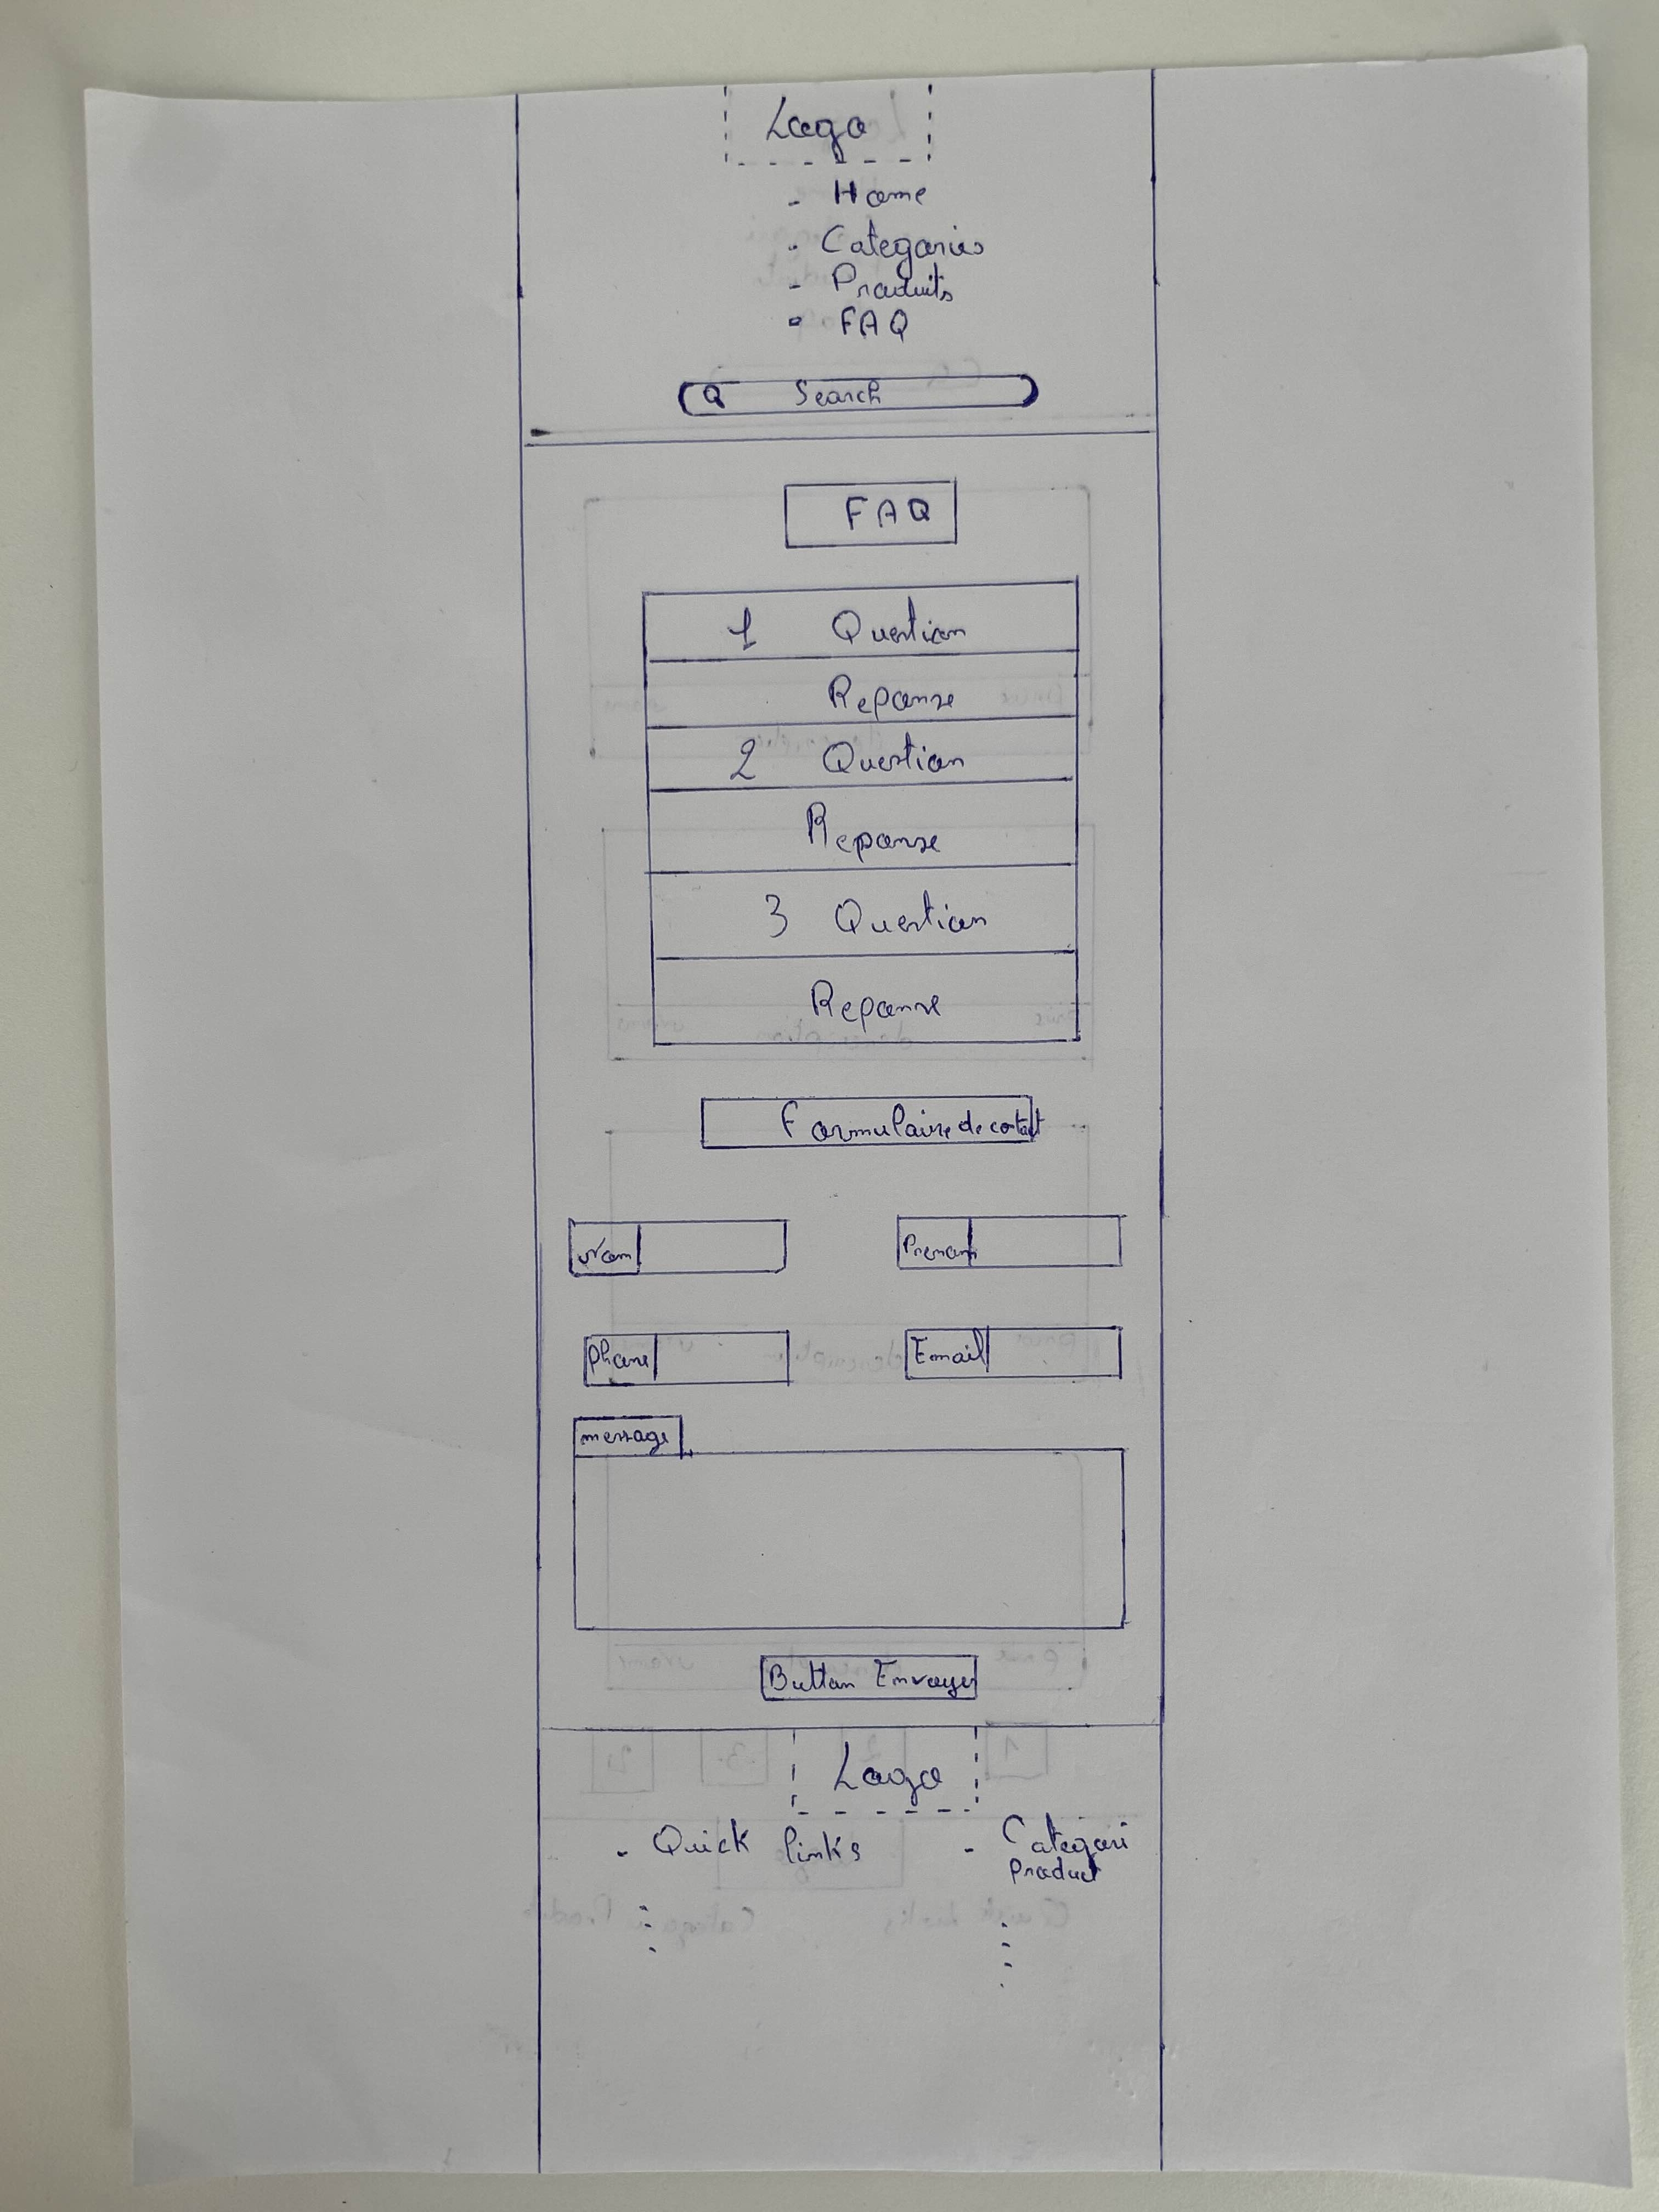 Logo
- Home
- Categories
- Produits
- FAQ
Search
FAQ
1 Question
Reponse
2 Question
Reponse
3 Question
Reponse
Formulaire de contact
Nom
Prenom
Phone
Email
message
Button Envoyer
Logo
- Quick links
- Categori
Product